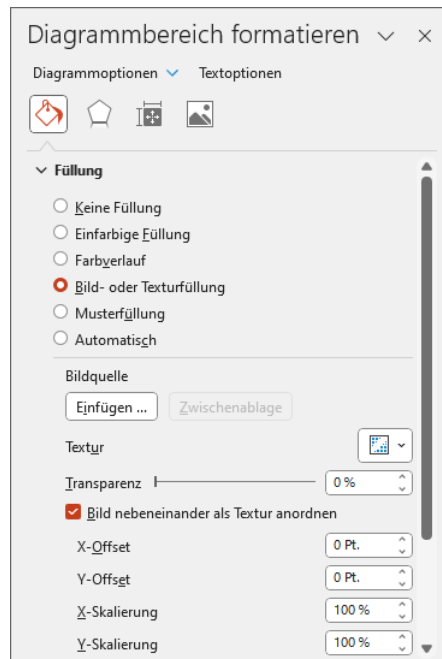 Diagrammbereich formatieren
Diagrammoptionen Textoptionen
Füllung
Keine Füllung
Einfarbige Füllung
Farbverlauf
Bild- oder Texturfüllung
Musterfüllung
Automatisch
Bildquelle
Einfügen ... Zwischenablage
Textur
Transparenz 0 %
Bild nebeneinander als Textur anordnen
X-Offset 0 Pt.
Y-Offset 0 Pt.
X-Skalierung 100 %
Y-Skalierung 100 %